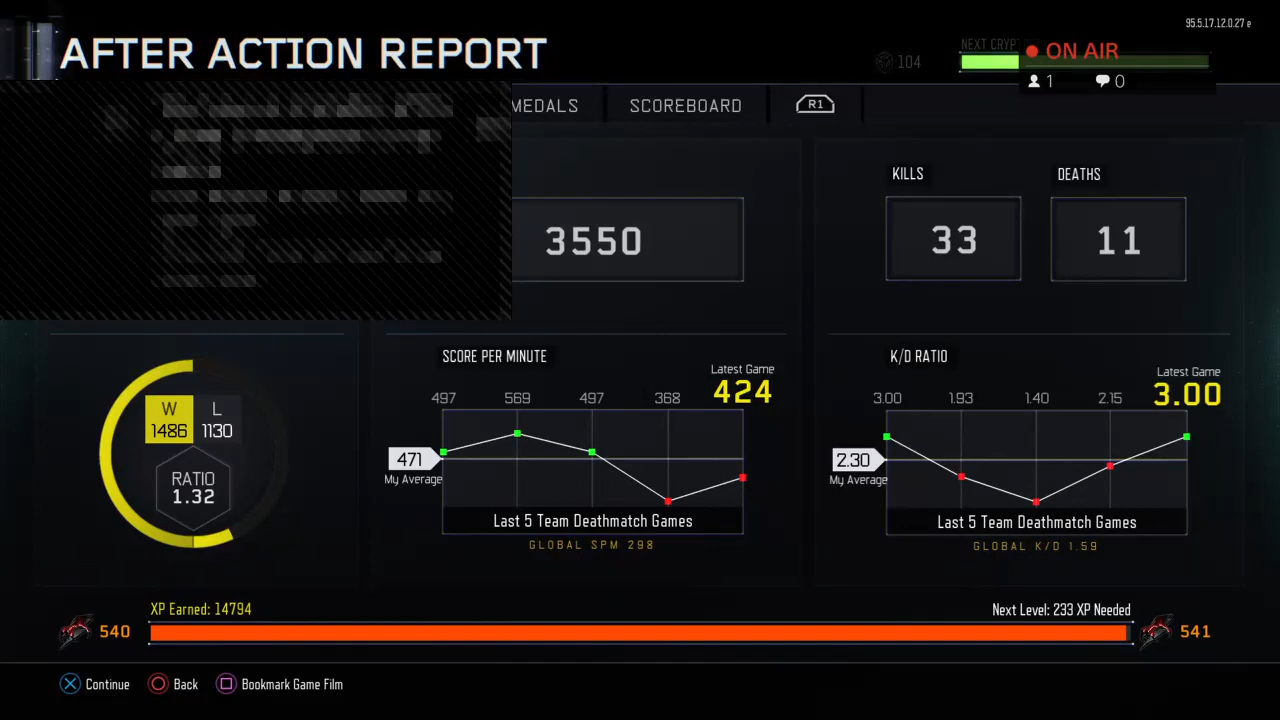 95.5.17.12.0.27 e
AFTER ACTION REPORT
104
NEXT CRYP
ON AIR
1
0
MEDALS
SCOREBOARD
R1
3550
KILLS
DEATHS
33
11
W
1486
L
1130
RATIO
1.32
SCORE PER MINUTE
Latest Game
424
497 569 497 368
471
My Average
Last 5 Team Deathmatch Games
GLOBAL SPM 298
K/D RATIO
Latest Game
3.00
3.00 1.93 1.40 2.15
2.30
My Average
Last 5 Team Deathmatch Games
GLOBAL K/D 1.59
XP Earned: 14794
Next Level: 233 XP Needed
540
541
Continue
Back
Bookmark Game Film